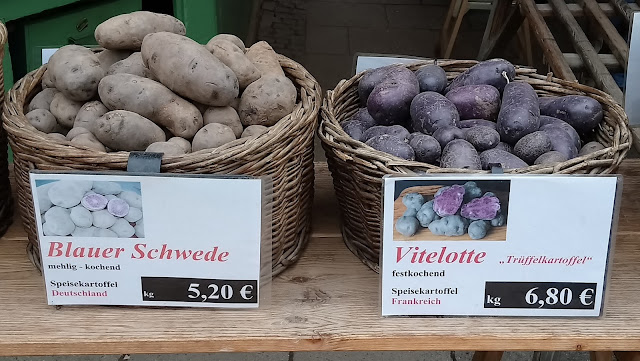 Blauer Schwede
mehlig - kochend
Speisekartoffel
Deutschland
kg 5,20 €
Vitelotte „Trüffelkartoffel“
festkochend
Speisekartoffel
Frankreich
kg 6,80 €